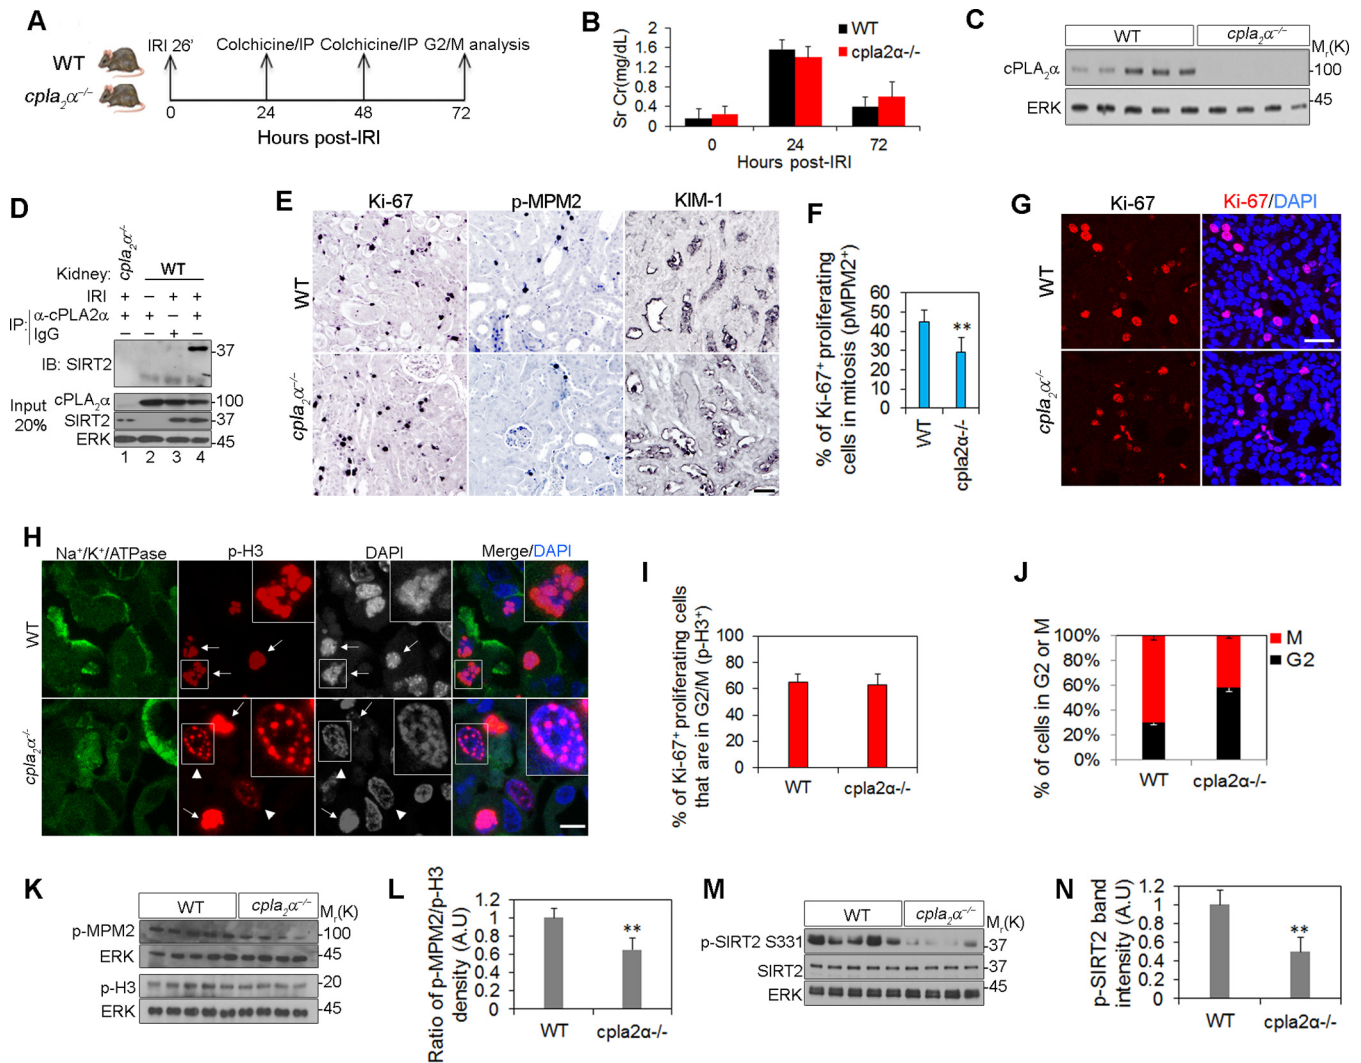 A
WT
cpla₂α⁻/⁻
IRI 26'
Colchicine/IP
Colchicine/IP
G2/M analysis
0
24
48
72
Hours post-IRI
B
Sr Cr(mg/dL)
2
1.6
1.2
0.8
0.4
0
WT
cpla2α-/-
0
24
72
Hours post-IRI
C
WT
cpla₂α⁻/⁻
Mᵣ(K)
cPLA₂α
100
ERK
45
D
Kidney:
cpla₂α⁻/⁻
WT
IRI
+ − + +
IP:
α-cPLA2α
+ + − +
IgG
− − + −
IB: SIRT2
37
Input
20%
cPLA₂α
100
SIRT2
37
ERK
45
1 2 3 4
E
Ki-67
p-MPM2
KIM-1
WT
cpla₂α⁻/⁻
F
% of Ki-67⁺ proliferating
cells in mitosis (pMPM2⁺)
60
50
40
30
20
10
0
**
WT
cpla2α-/-
G
Ki-67
Ki-67/DAPI
WT
cpla₂α⁻/⁻
H
Na⁺/K⁺/ATPase
p-H3
DAPI
Merge/DAPI
WT
cpla₂α⁻/⁻
I
% of Ki-67⁺ proliferating cells
that are in G2/M (p-H3⁺)
100
80
60
40
20
0
WT
cpla2α-/-
J
% of cells in G2 or M
100%
80%
60%
40%
20%
0%
M
G2
WT
cpla2α-/-
K
WT
cpla₂α⁻/⁻
Mᵣ(K)
p-MPM2
100
ERK
45
p-H3
20
ERK
45
L
Ratio of p-MPM2/p-H3
density (A.U)
1.2
1
0.8
0.6
0.4
0.2
0
**
WT
cpla2α-/-
M
WT
cpla₂α⁻/⁻
Mᵣ(K)
p-SIRT2 S331
37
SIRT2
37
ERK
45
N
p-SIRT2 band
intensity (A.U)
1.2
1
0.8
0.6
0.4
0.2
0
**
WT
cpla2α-/-